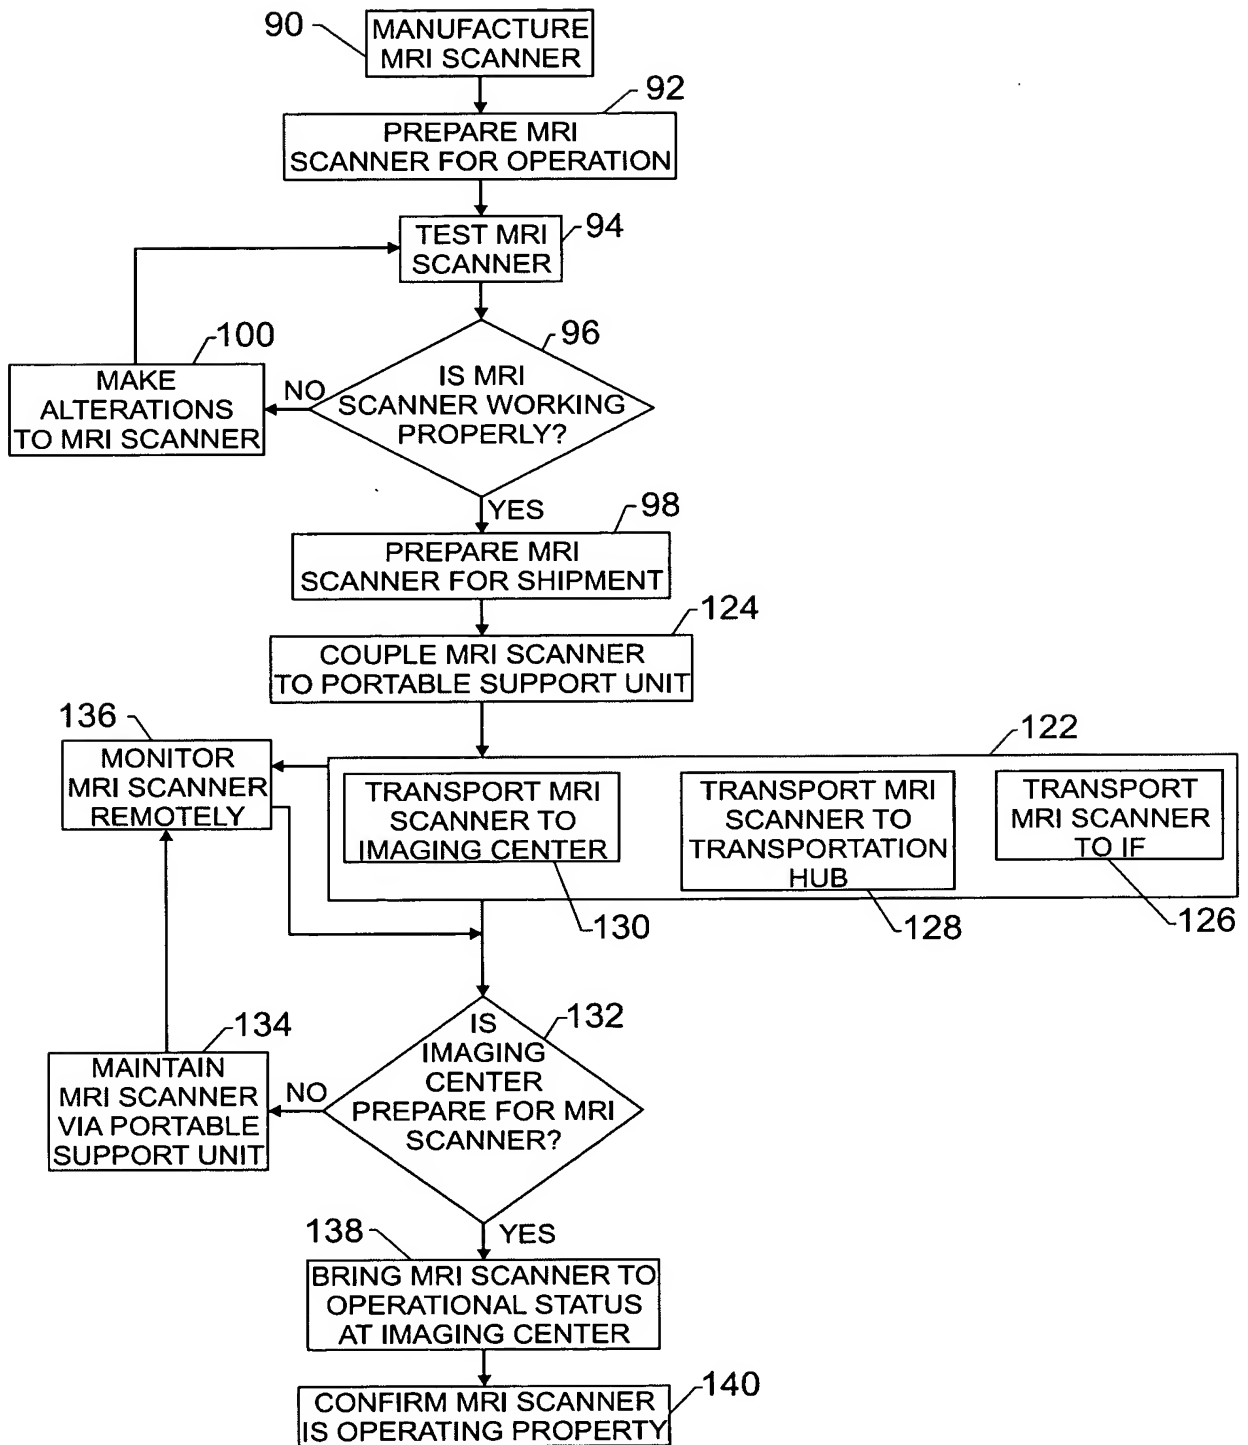 90
MANUFACTURE
MRI SCANNER
92
PREPARE MRI
SCANNER FOR OPERATION
TEST MRI
SCANNER
94
100
MAKE
ALTERATIONS
TO MRI SCANNER
NO
96
IS MRI
SCANNER WORKING
PROPERLY?
YES
98
PREPARE MRI
SCANNER FOR SHIPMENT
124
COUPLE MRI SCANNER
TO PORTABLE SUPPORT UNIT
136
MONITOR
MRI SCANNER
REMOTELY
122
TRANSPORT MRI
SCANNER TO
IMAGING CENTER
130
TRANSPORT MRI
SCANNER TO
TRANSPORTATION
HUB
128
TRANSPORT
MRI SCANNER
TO IF
126
134
MAINTAIN
MRI SCANNER
VIA PORTABLE
SUPPORT UNIT
NO
132
IS
IMAGING
CENTER
PREPARE FOR MRI
SCANNER?
YES
138
BRING MRI SCANNER TO
OPERATIONAL STATUS
AT IMAGING CENTER
CONFIRM MRI SCANNER
IS OPERATING PROPERTY
140